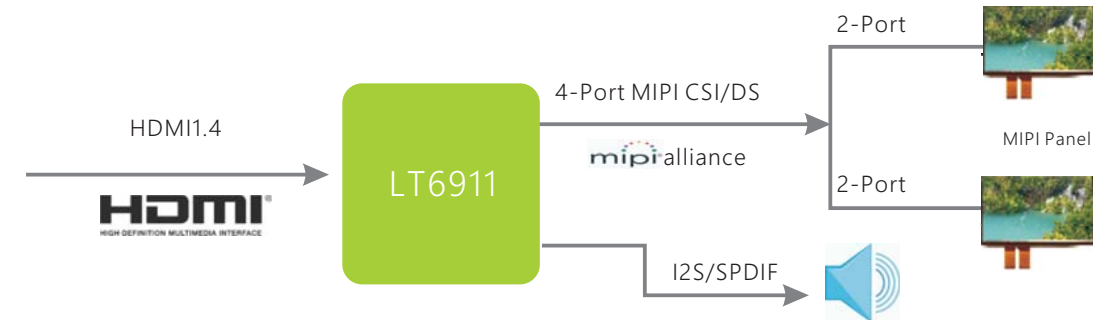 2-Port
4-Port MIPI CSI/DS
HDMI1.4
mipi alliance
MIPI Panel
LT6911
HDMI®
HIGH DEFINITION MULTIMEDIA INTERFACE
2-Port
I2S/SPDIF